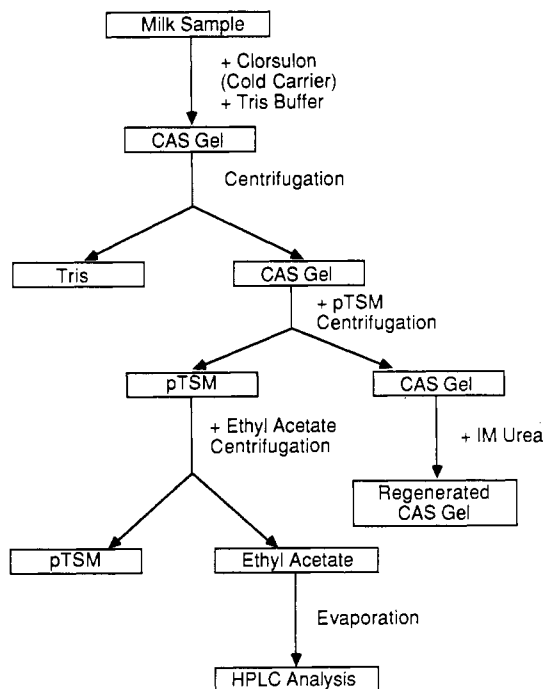 Milk Sample
+ Clorsulon
(Cold Carrier)
+ Tris Buffer
CAS Gel
Centrifugation
Tris
CAS Gel
+ pTSM
Centrifugation
pTSM
CAS Gel
+ Ethyl Acetate
Centrifugation
+ IM Urea
Regenerated
CAS Gel
pTSM
Ethyl Acetate
Evaporation
HPLC Analysis